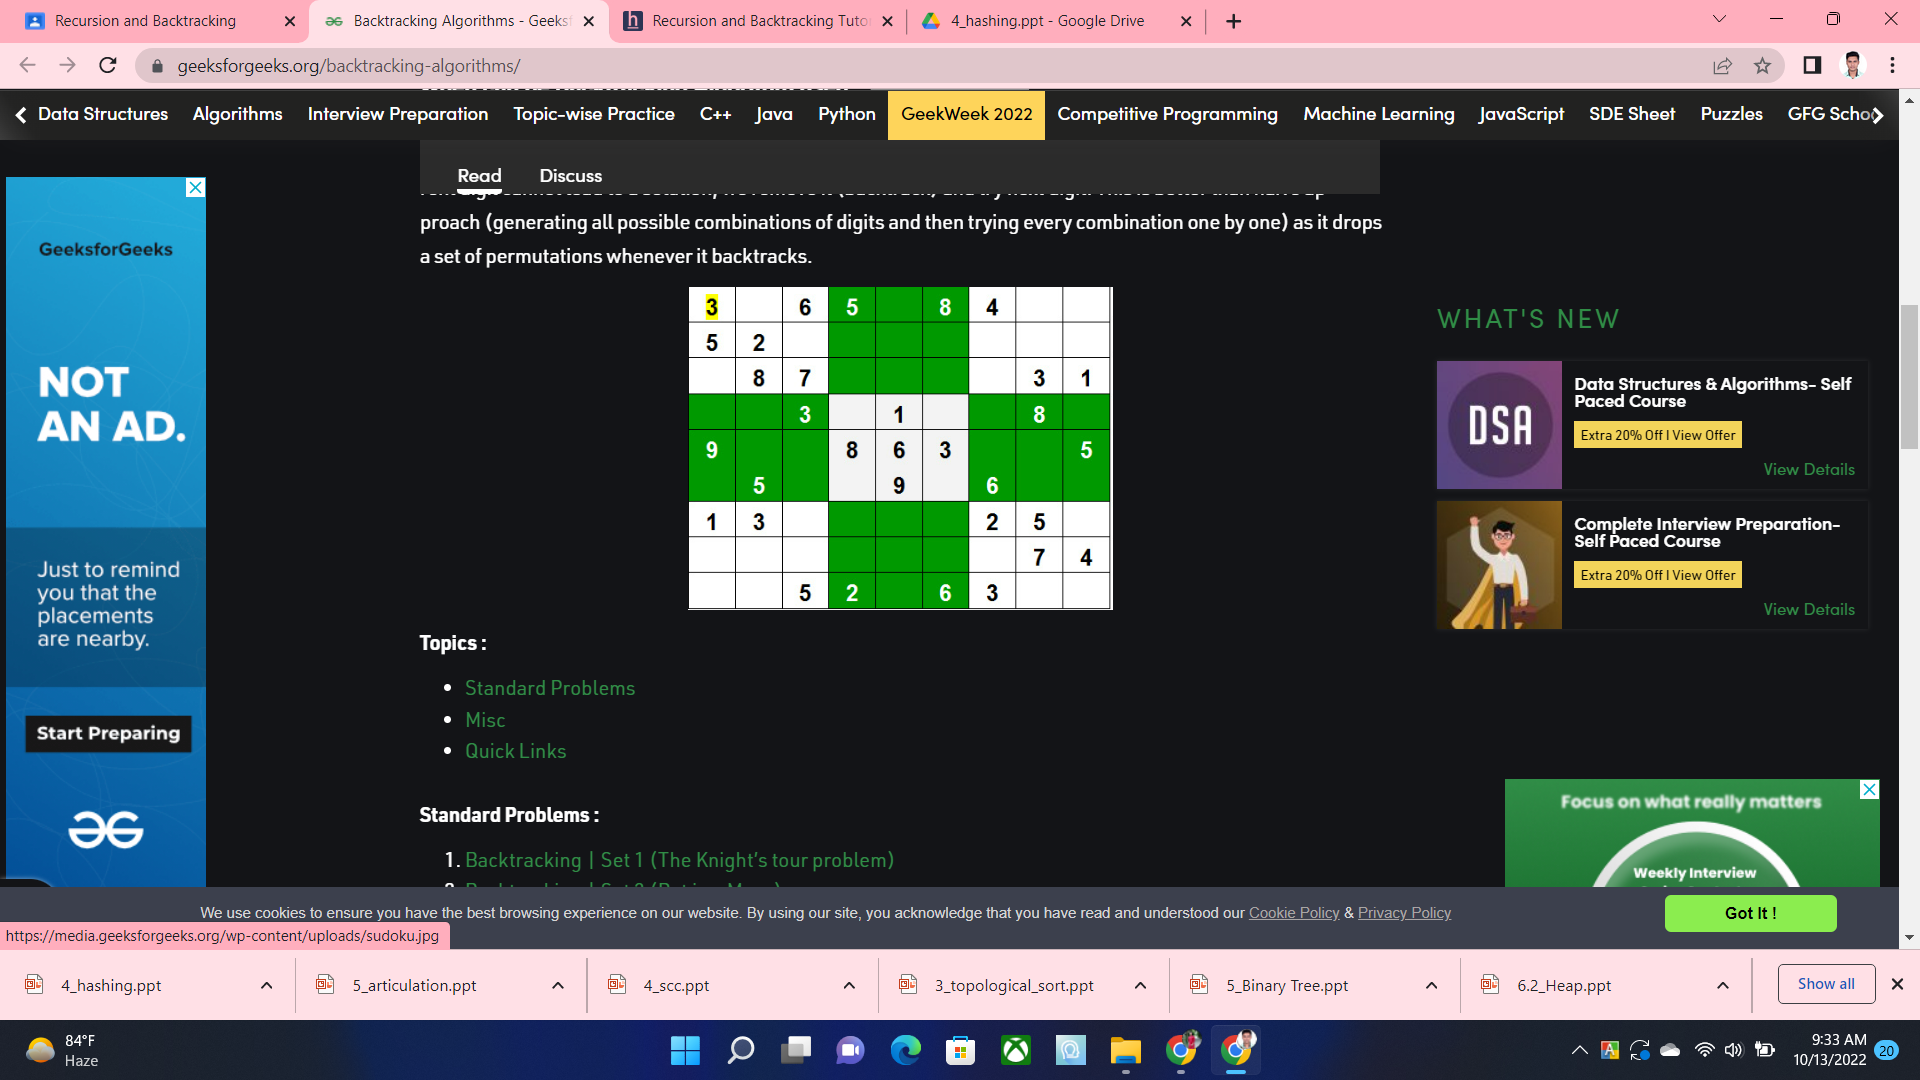 Recursion and Backtracking
Backtracking Algorithms - Geeksf
Recursion and Backtracking Tuto
4_hashing.ppt - Google Drive
geeksforgeeks.org/backtracking-algorithms/
Data Structures Algorithms Interview Preparation Topic-wise Practice C++ Java Python GeekWeek 2022 Competitive Programming Machine Learning JavaScript SDE Sheet Puzzles GFG Schoo
Read Discuss
proach (generating all possible combinations of digits and then trying every combination one by one) as it drops
a set of permutations whenever it backtracks.
3 6 5 8 4
5 2
8 7 3 1
3 1 8
9 8 6 3 5
5 9 6
1 3 2 5
7 4
5 2 6 3
Topics :
Standard Problems
Misc
Quick Links
Standard Problems :
1. Backtracking | Set 1 (The Knight's tour problem)
GeeksforGeeks
NOT
AN AD.
Just to remind
you that the
placements
are nearby.
Start Preparing
WHAT'S NEW
DSA
Data Structures & Algorithms- Self
Paced Course
Extra 20% Off | View Offer
View Details
Complete Interview Preparation-
Self Paced Course
Extra 20% Off | View Offer
View Details
Focus on what really matters
Weekly Interview
We use cookies to ensure you have the best browsing experience on our website. By using our site, you acknowledge that you have read and understood our Cookie Policy & Privacy Policy
Got It !
https://media.geeksforgeeks.org/wp-content/uploads/sudoku.jpg
4_hashing.ppt
5_articulation.ppt
4_scc.ppt
3_topological_sort.ppt
5_Binary Tree.ppt
6.2_Heap.ppt
Show all
84°F
Haze
9:33 AM
10/13/2022
20